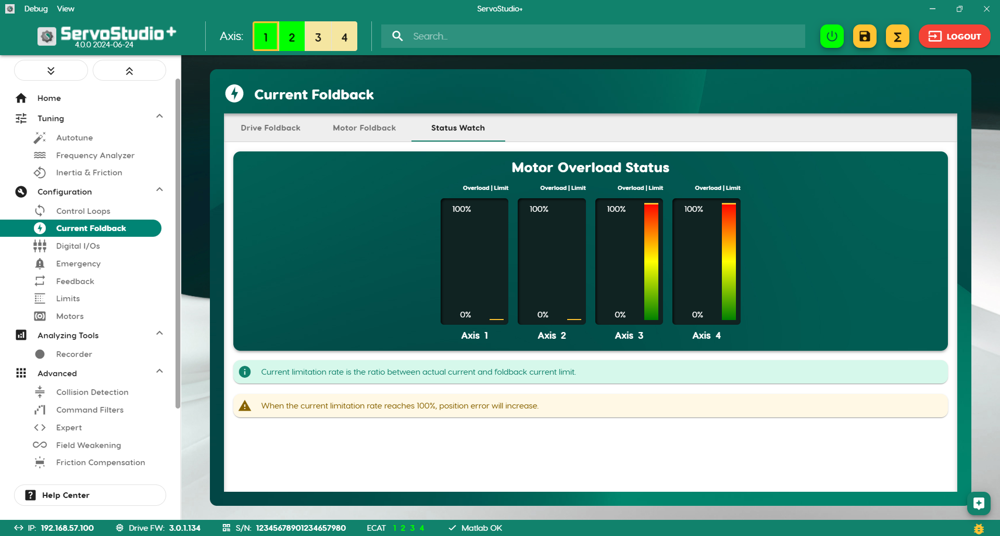 Debug View
ServoStudio+
ServoStudio+
4.0.0 2024-06-24
Axis: 1 2 3 4
Search...
LOGOUT
Home
Tuning
Autotune
Frequency Analyzer
Inertia & Friction
Configuration
Control Loops
Current Foldback
Digital I/Os
Emergency
Feedback
Limits
Motors
Analyzing Tools
Recorder
Advanced
Collision Detection
Command Filters
Expert
Field Weakening
Friction Compensation
Help Center
Current Foldback
Drive Foldback Motor Foldback Status Watch
Motor Overload Status
Overload | Limit Overload | Limit Overload | Limit Overload | Limit
100% 100% 100% 100%
0% 0% 0% 0%
Axis 1 Axis 2 Axis 3 Axis 4
Current limitation rate is the ratio between actual current and foldback current limit.
When the current limitation rate reaches 100%, position error will increase.
IP: 192.168.57.100 Drive FW: 3.0.1.134 S/N: 12345678901234657980 ECAT 1 2 3 4 Matlab OK